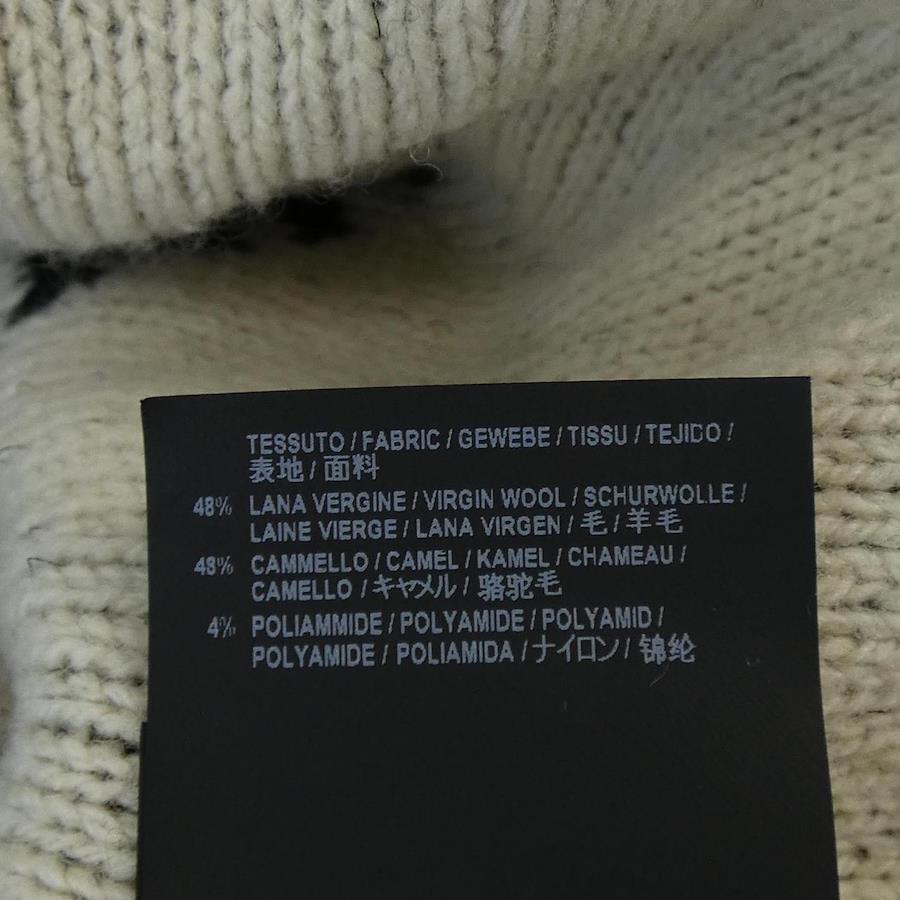 TESSUTO / FABRIC / GEWEBE / TISSU / TEJIDO /
表地 / 面料
48% LANA VERGINE / VIRGIN WOOL / SCHURWOLLE /
LAINE VIERGE / LANA VIRGEN / 毛 / 羊毛
48% CAMMELLO / CAMEL / KAMEL / CHAMEAU /
CAMELLO / キャメル / 骆驼毛
4% POLIAMMIDE / POLYAMIDE / POLYAMID /
POLYAMIDE / POLIAMIDA / ナイロン / 锦纶